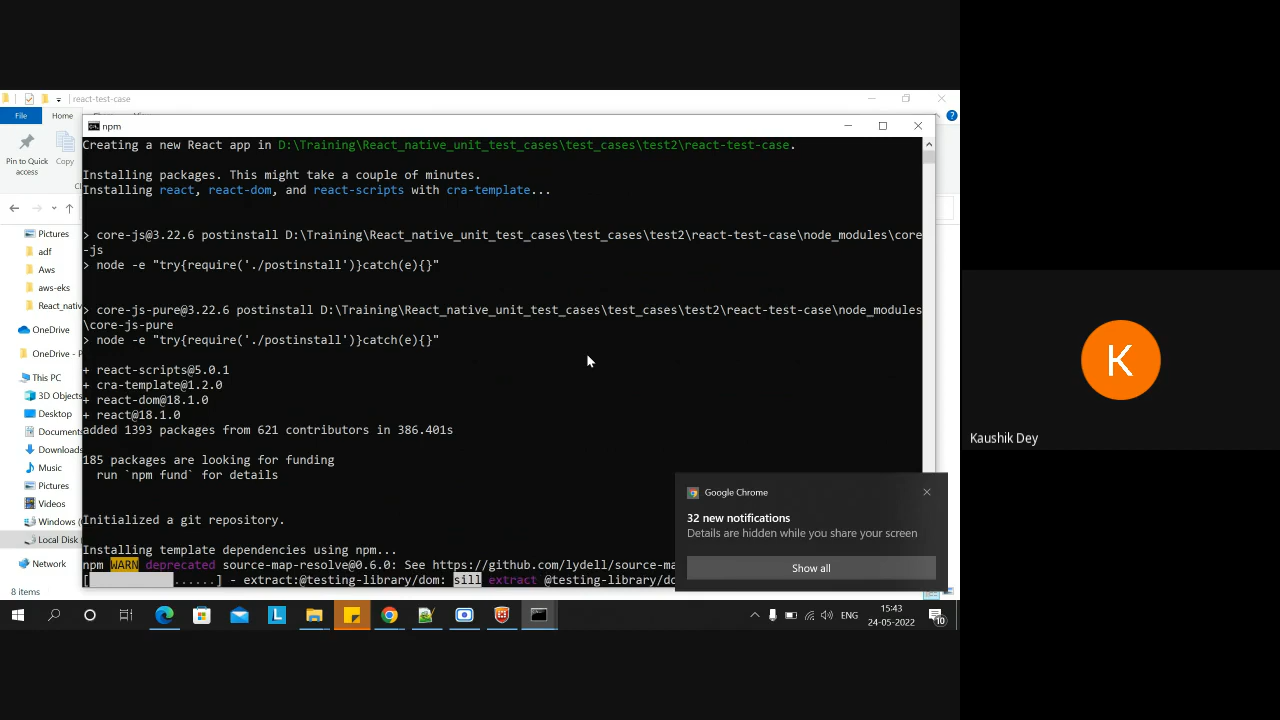 react-test-case
File
Home
npm
Pin to Quick
access
Copy
Creating a new React app in D:\Training\React_native_unit_test_cases\test_cases\test2\react-test-case.
Installing packages. This might take a couple of minutes.
Installing react, react-dom, and react-scripts with cra-template...
> core-js@3.22.6 postinstall D:\Training\React_native_unit_test_cases\test_cases\test2\react-test-case\node_modules\core
-js
> node -e "try{require('./postinstall')}catch(e){}"
> core-js-pure@3.22.6 postinstall D:\Training\React_native_unit_test_cases\test_cases\test2\react-test-case\node_modules
\core-js-pure
> node -e "try{require('./postinstall')}catch(e){}"
+ react-scripts@5.0.1
+ cra-template@1.2.0
+ react-dom@18.1.0
+ react@18.1.0
added 1393 packages from 621 contributors in 386.401s
185 packages are looking for funding
run `npm fund` for details
Initialized a git repository.
Installing template dependencies using npm...
npm WARN deprecated source-map-resolve@0.6.0: See https://github.com/lydell/source-ma
[ ......] - extract:@testing-library/dom: sill extract @testing-library/do
Pictures
adf
Aws
aws-eks
React_nativ
OneDrive
OneDrive - P
This PC
3D Objects
Desktop
Documents
Downloads
Music
Pictures
Videos
Windows (
Local Disk
Network
8 items
Google Chrome
32 new notifications
Details are hidden while you share your screen
Show all
ENG
15:43
24-05-2022
10
K
Kaushik Dey